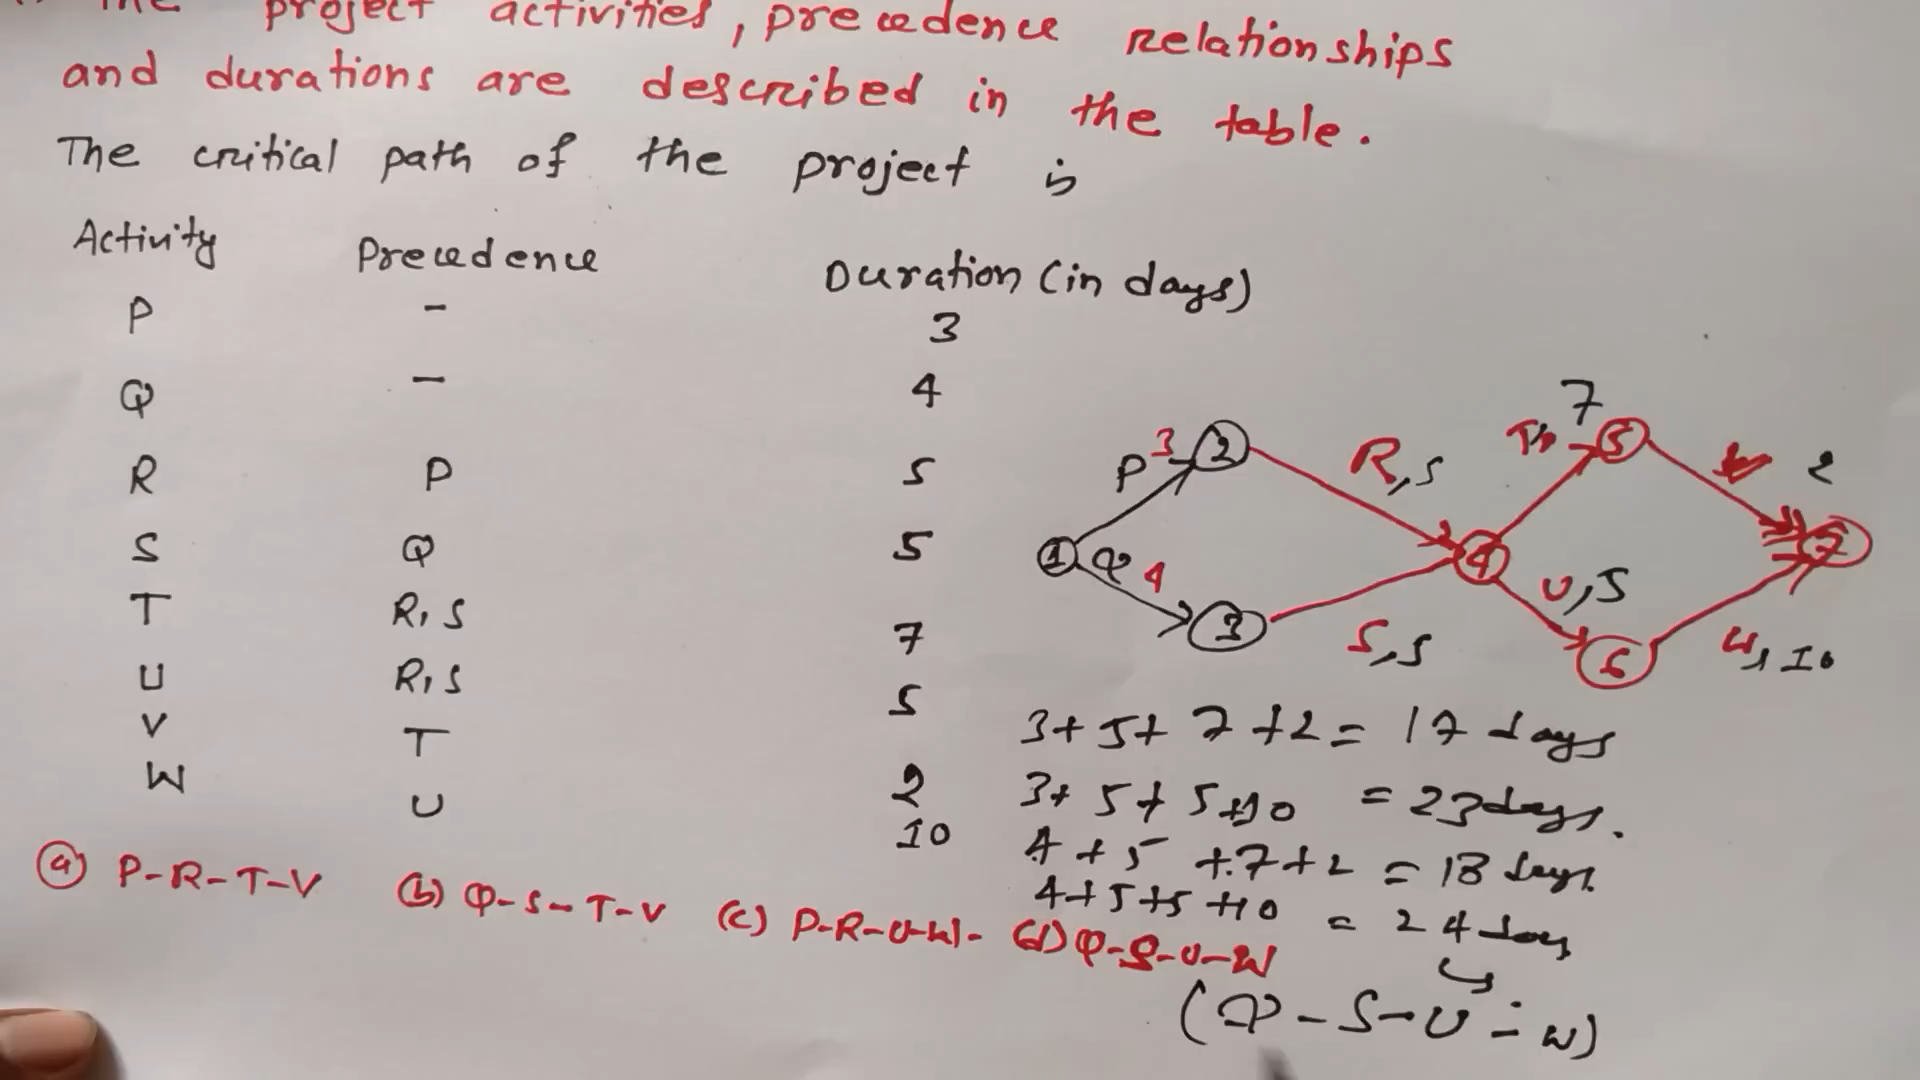 the project activities, precedence relationships
and durations are described in the table.
The critical path of the project is
Activity Precedence Duration (in days)
P - 3
Q - 4
R P 5
S Q 5
T R, S 7
U R, S 5
V T 2
W U 10
(a) P-R-T-V (b) Q-S-T-V (c) P-R-U-W- (d) Q-S-U-W
1 2 3 4 5 6 7
P 3
Q 4
R, 5
S, 5
7
U, 5
2
10
3+5+7+2= 17 days
3+5+5+10 = 23 days.
4+5+7+2 = 18 days.
4+5+5+10 = 24 days
(Q-S-U-W)